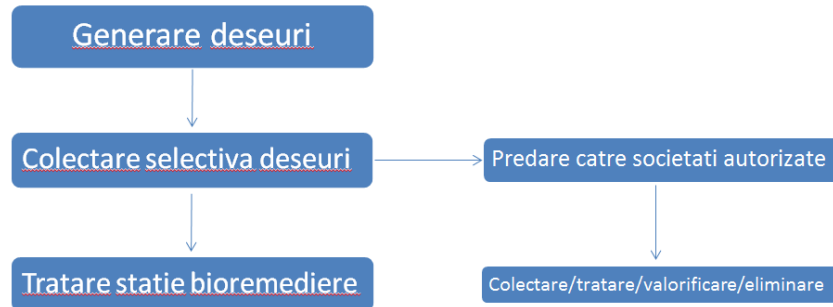 Generare deseuri
Colectare selectiva deseuri
Predare catre societati autorizate
Tratare statie bioremediere
Colectare/tratare/valorificare/eliminare